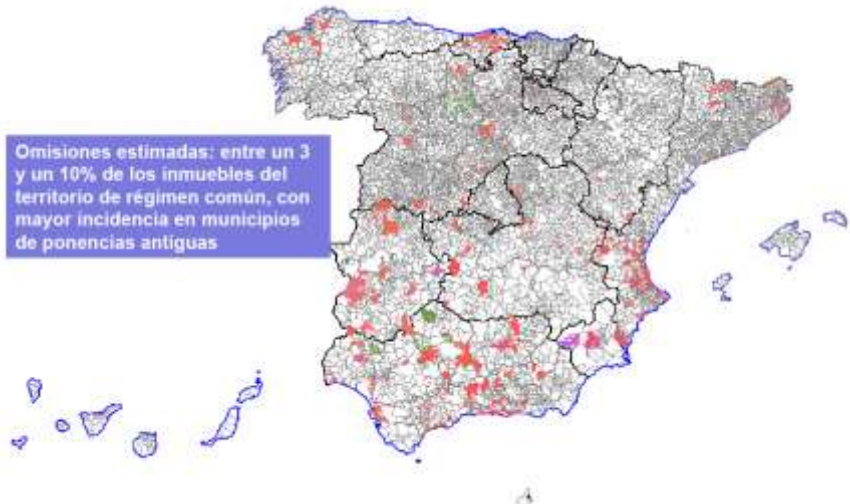 Omisiones estimadas: entre un 3
y un 10% de los inmuebles del
territorio de régimen común, con
mayor incidencia en municipios
de ponencias antiguas